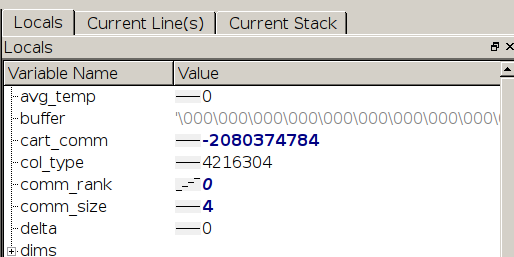 Locals Current Line(s) Current Stack
Locals
Variable Name Value
avg_temp 0
buffer '\000\000\000\000\000\000\000\000\000\0
cart_comm -2080374784
col_type 4216304
comm_rank 0
comm_size 4
delta 0
dims